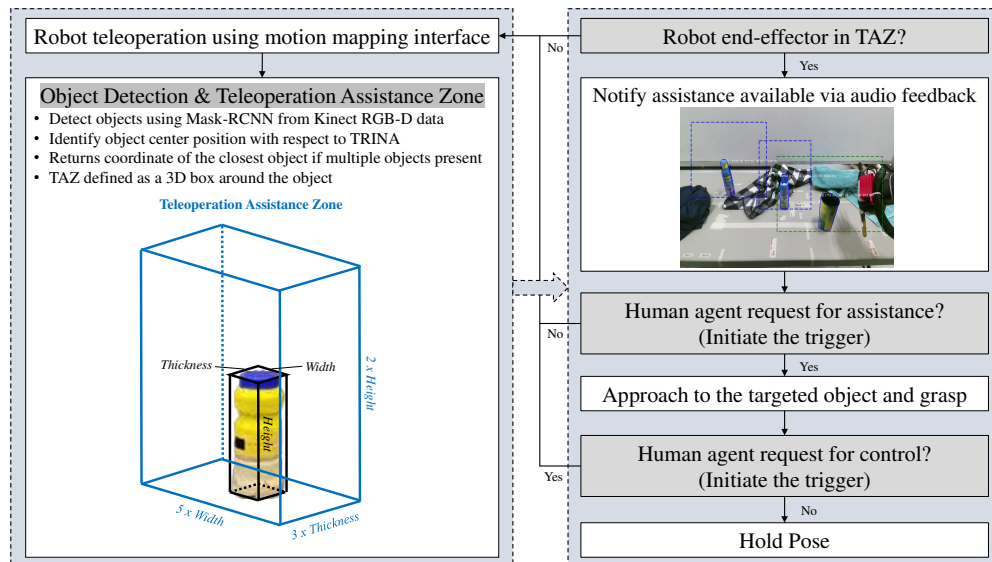 Robot teleoperation using motion mapping interface
Object Detection & Teleoperation Assistance Zone
• Detect objects using Mask-RCNN from Kinect RGB-D data
• Identify object center position with respect to TRINA
• Returns coordinate of the closest object if multiple objects present
• TAZ defined as a 3D box around the object
Teleoperation Assistance Zone
Thickness
Width
Height
2 x Height
5 x Width
3 x Thickness
Robot end-effector in TAZ?
No
Yes
Notify assistance available via audio feedback
Human agent request for assistance?
(Initiate the trigger)
No
Yes
Approach to the targeted object and grasp
Human agent request for control?
(Initiate the trigger)
Yes
No
Hold Pose